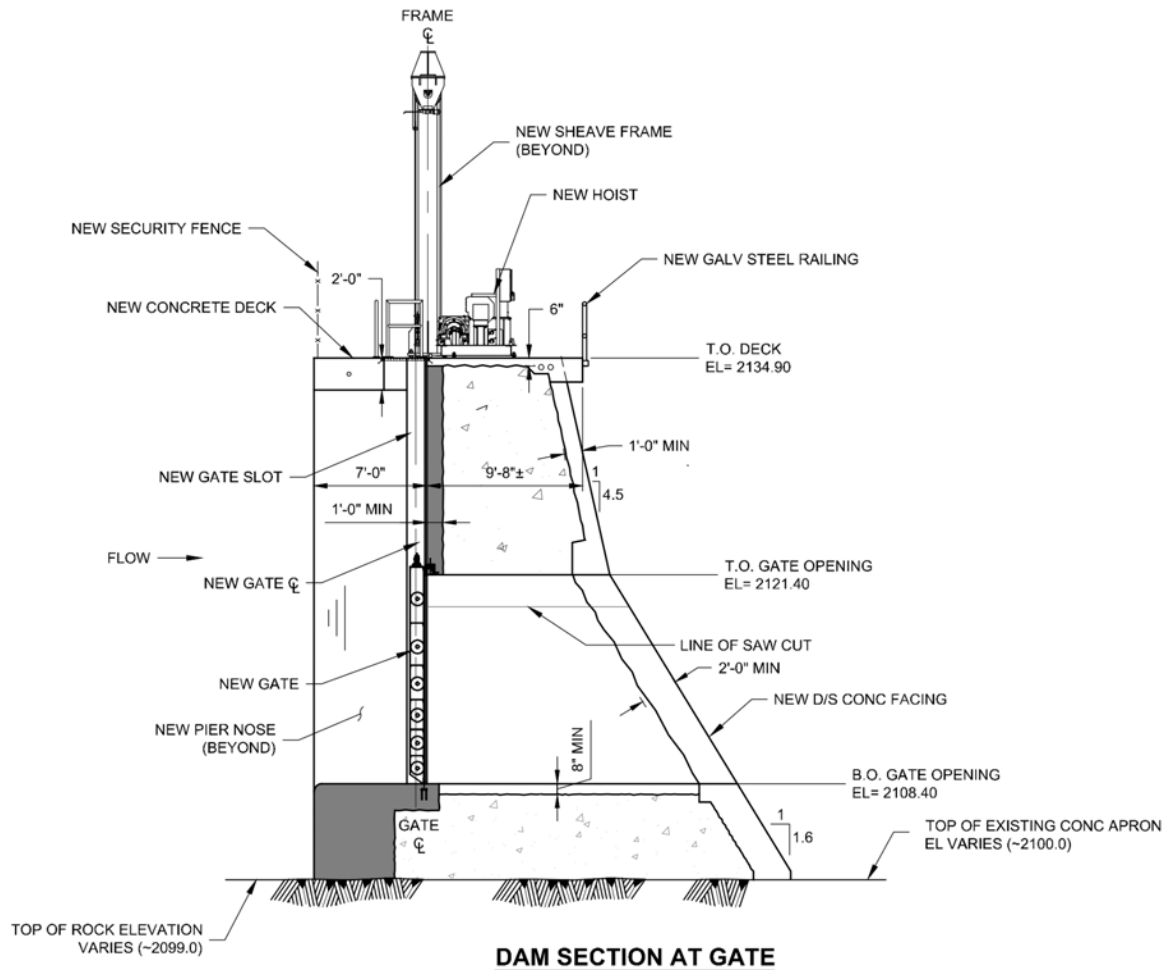 FRAME
℄
NEW SHEAVE FRAME
(BEYOND)
NEW HOIST
NEW SECURITY FENCE
2'-0"
NEW GALV STEEL RAILING
NEW CONCRETE DECK
6"
T.O. DECK
EL= 2134.90
1'-0" MIN
NEW GATE SLOT
7'-0"
9'-8"±
1
4.5
1'-0" MIN
FLOW
NEW GATE ℄
T.O. GATE OPENING
EL= 2121.40
LINE OF SAW CUT
2'-0" MIN
NEW GATE
NEW D/S CONC FACING
NEW PIER NOSE
(BEYOND)
8" MIN
B.O. GATE OPENING
EL= 2108.40
GATE
℄
1
1.6
TOP OF EXISTING CONC APRON
EL VARIES (~2100.0)
TOP OF ROCK ELEVATION
VARIES (~2099.0)
DAM SECTION AT GATE